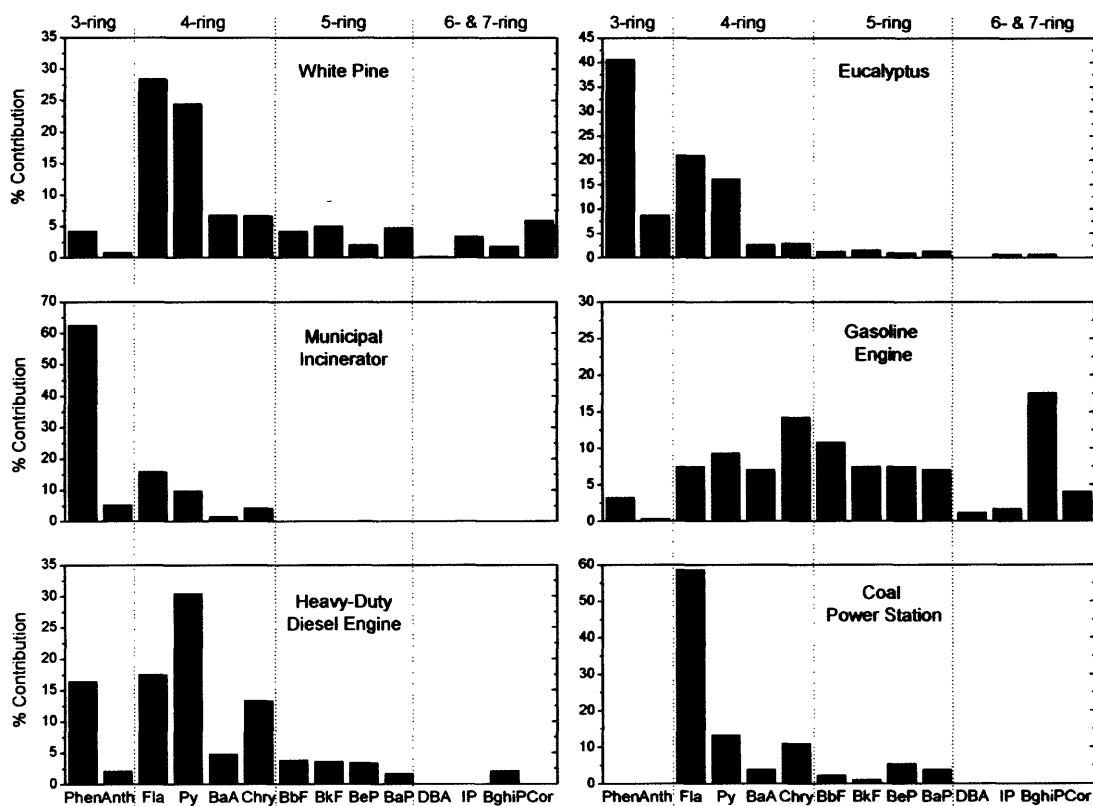 3-ring 4-ring 5-ring 6- & 7-ring
3-ring 4-ring 5-ring 6- & 7-ring
% Contribution
35
30
25
20
15
10
5
0
White Pine
45
40
35
30
25
20
15
10
5
0
Eucalyptus
% Contribution
70
60
50
40
30
20
10
0
Municipal
Incinerator
30
25
20
15
10
5
0
Gasoline
Engine
% Contribution
35
30
25
20
15
10
5
0
Heavy-Duty
Diesel Engine
60
50
40
30
20
10
0
Coal
Power Station
Phen Anth Fla Py BaA Chry BbF BkF BeP BaP DBA IP BghiP Cor
Phen Anth Fla Py BaA Chry BbF BkF BeP BaP DBA IP BghiP Cor